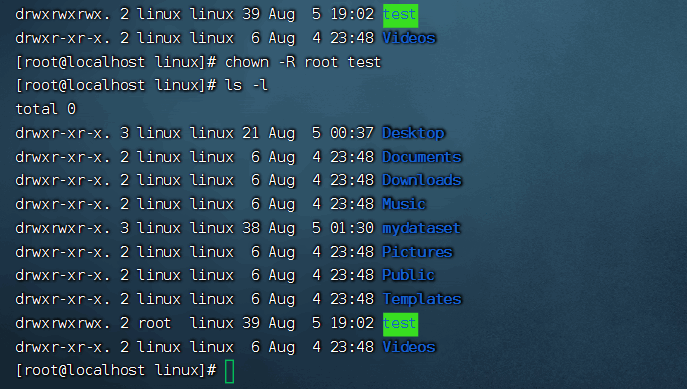 drwxrwxrwx. 2 linux linux 39 Aug  5 19:02 test
drwxr-xr-x. 2 linux linux  6 Aug  4 23:48 Videos
[root@localhost linux]# chown -R root test
[root@localhost linux]# ls -l
total 0
drwxr-xr-x. 3 linux linux 21 Aug  5 00:37 Desktop
drwxr-xr-x. 2 linux linux  6 Aug  4 23:48 Documents
drwxr-xr-x. 2 linux linux  6 Aug  4 23:48 Downloads
drwxr-xr-x. 2 linux linux  6 Aug  4 23:48 Music
drwxrwxr-x. 3 linux linux 38 Aug  5 01:30 mydataset
drwxr-xr-x. 2 linux linux  6 Aug  4 23:48 Pictures
drwxr-xr-x. 2 linux linux  6 Aug  4 23:48 Public
drwxr-xr-x. 2 linux linux  6 Aug  4 23:48 Templates
drwxrwxrwx. 2 root  linux 39 Aug  5 19:02 test
drwxr-xr-x. 2 linux linux  6 Aug  4 23:48 Videos
[root@localhost linux]#